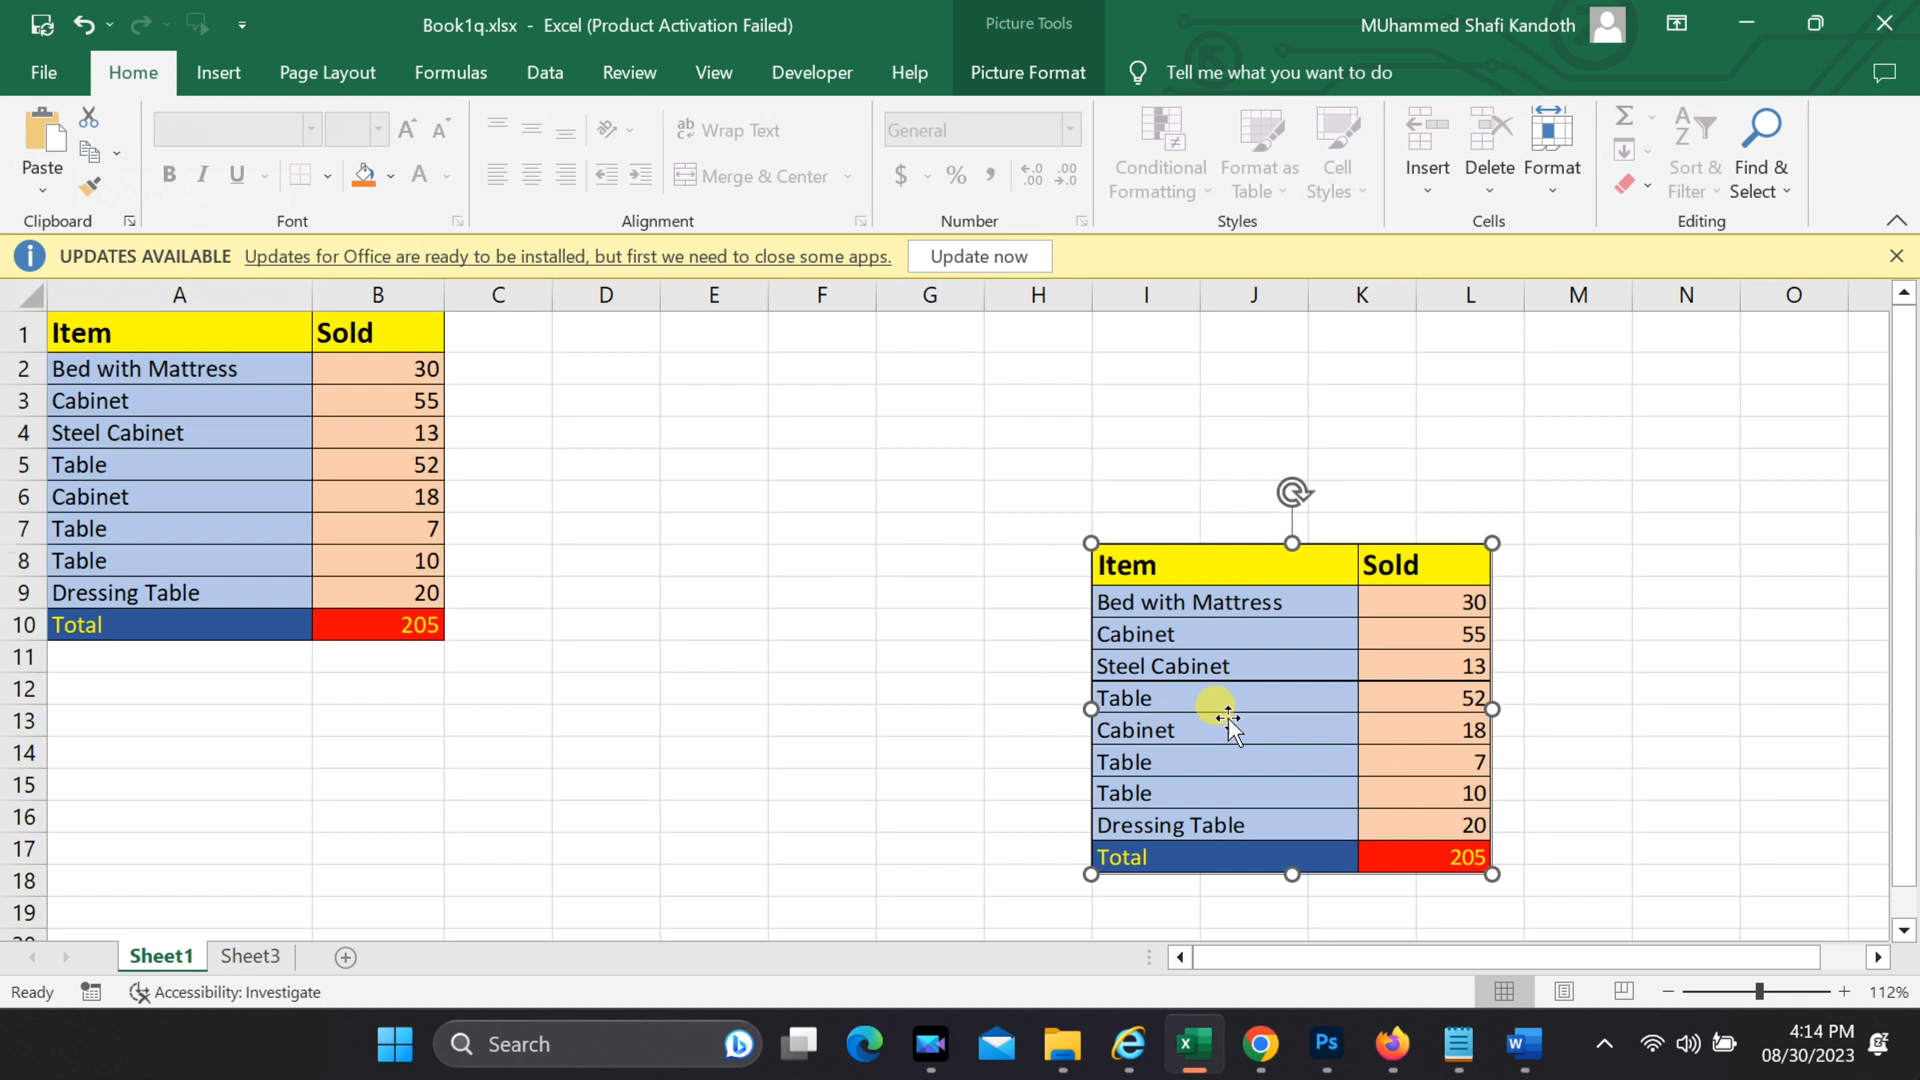 Book1q.xlsx - Excel (Product Activation Failed)
Picture Tools
MUhammed Shafi Kandoth
File Home Insert Page Layout Formulas Data Review View Developer Help Picture Format Tell me what you want to do
General
ab Wrap Text
Paste
B I U A
Merge & Center
$ % ,
Conditional Formatting
Format as Table
Cell Styles
Insert
Delete
Format
Sort & Filter
Find & Select
Clipboard Font Alignment Number Styles Cells Editing
UPDATES AVAILABLE Updates for Office are ready to be installed, but first we need to close some apps. Update now
A B C D E F G H I J K L M N O
1 Item Sold
2 Bed with Mattress 30
3 Cabinet 55
4 Steel Cabinet 13
5 Table 52
6 Cabinet 18
7 Table 7
8 Table 10
9 Dressing Table 20
10 Total 205
11
12
13
14
15
16
17
18
19
Item Sold
Bed with Mattress 30
Cabinet 55
Steel Cabinet 13
Table 52
Cabinet 18
Table 7
Table 10
Dressing Table 20
Total 205
Sheet1 Sheet3
Ready Accessibility: Investigate 112%
Search
Ps
4:14 PM
08/30/2023